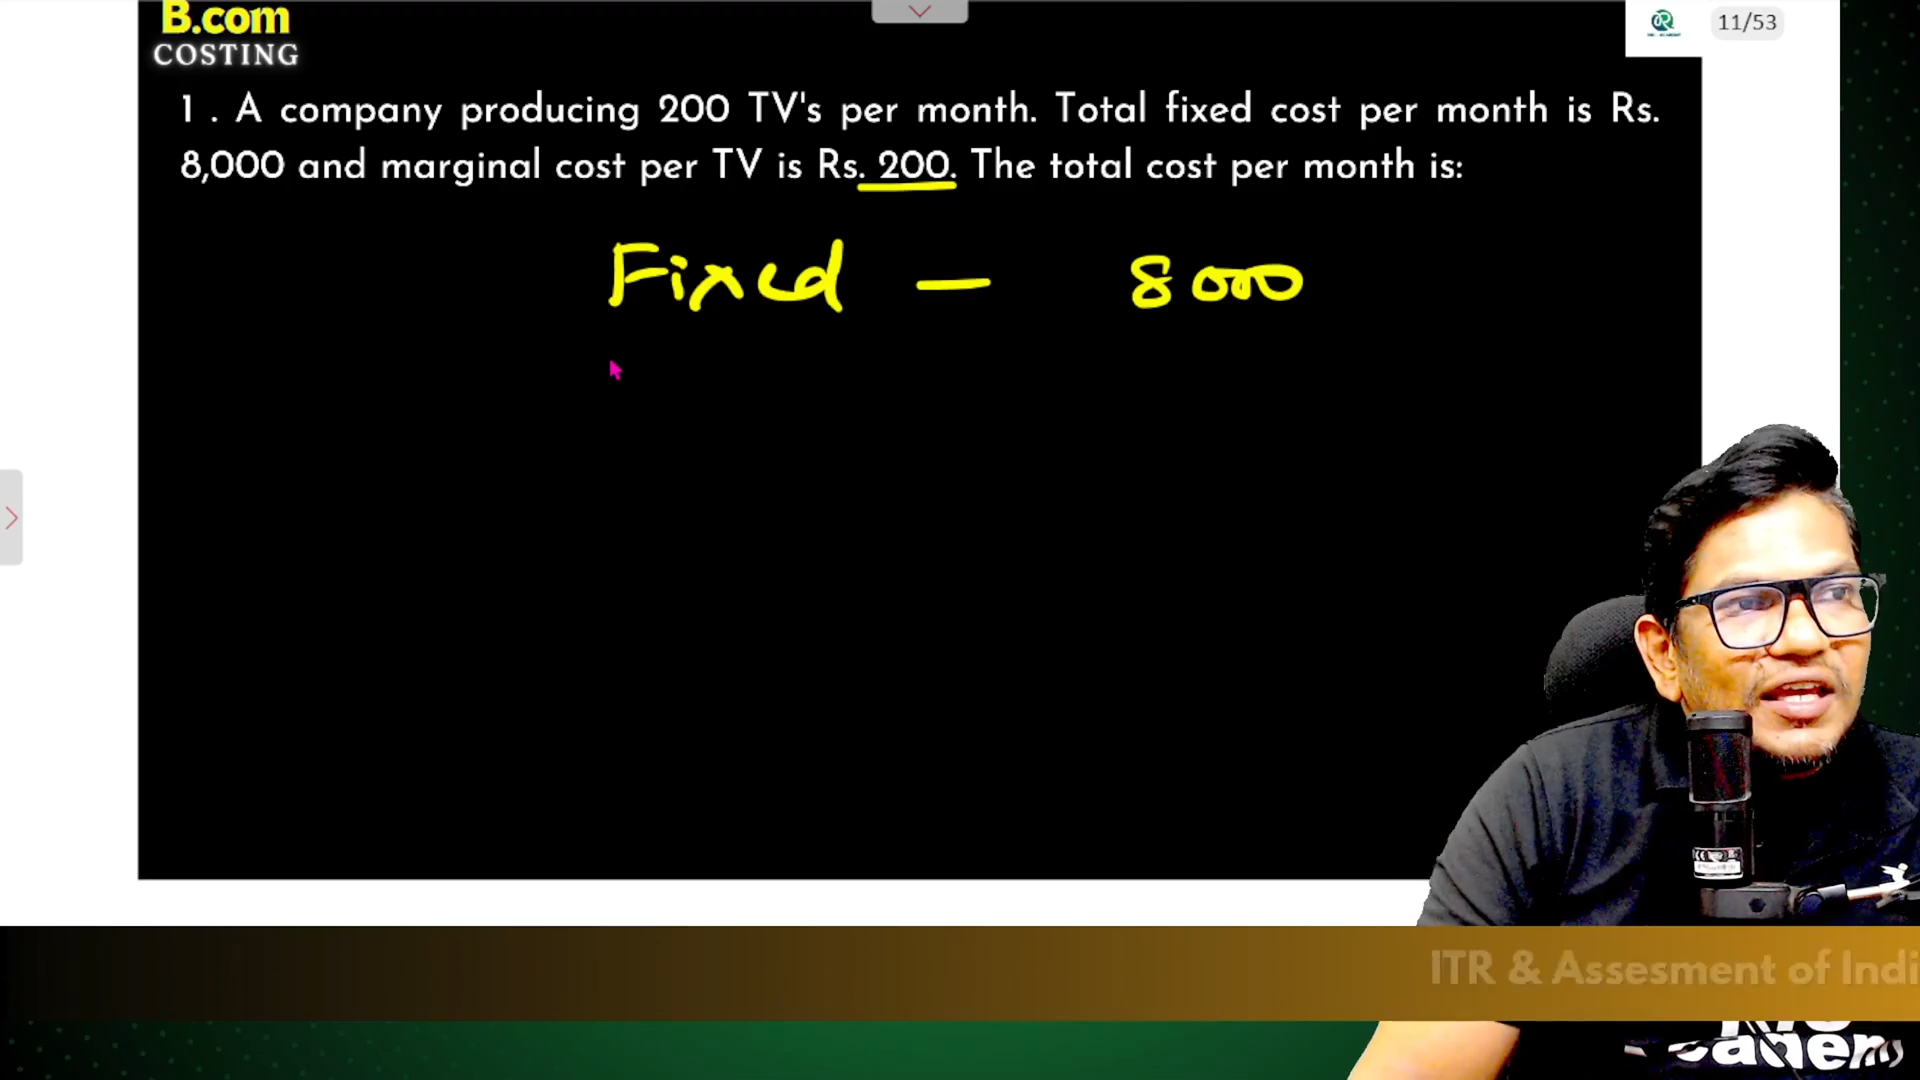 B.com
COSTING
11/53
1 . A company producing 200 TV's per month. Total fixed cost per month is Rs.
8,000 and marginal cost per TV is Rs. 200. The total cost per month is:
Fixed — 8000
ITR & Assesment of Indi
cademy